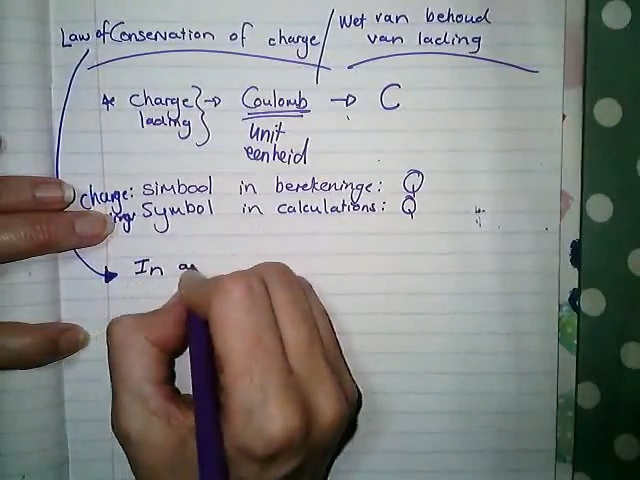 Law of Conservation of charge / Wet van behoud
van lading
* Charge } → Coulomb → C
lading } unit
eenheid
charge: simbool in berekeninge: Q
Symbol in calculations: Q
In